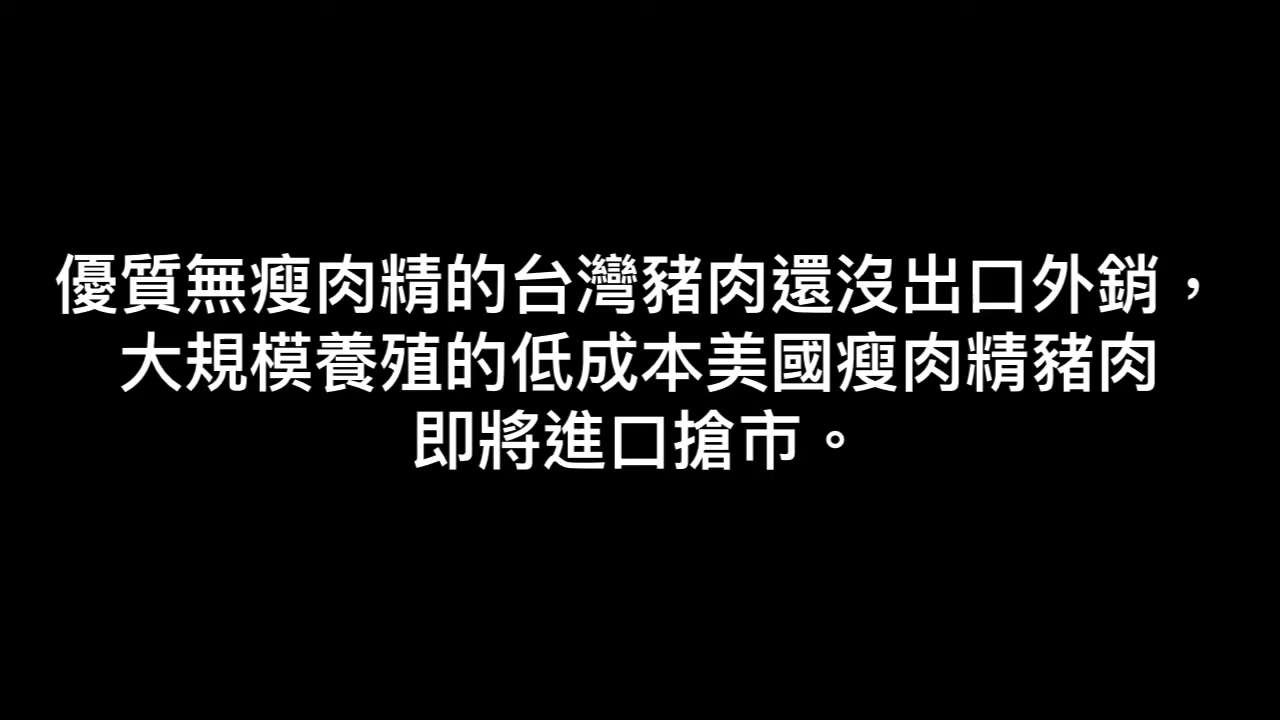 優質無瘦肉精的台灣豬肉還沒出口外銷，
大規模養殖的低成本美國瘦肉精豬肉
即將進口搶市。